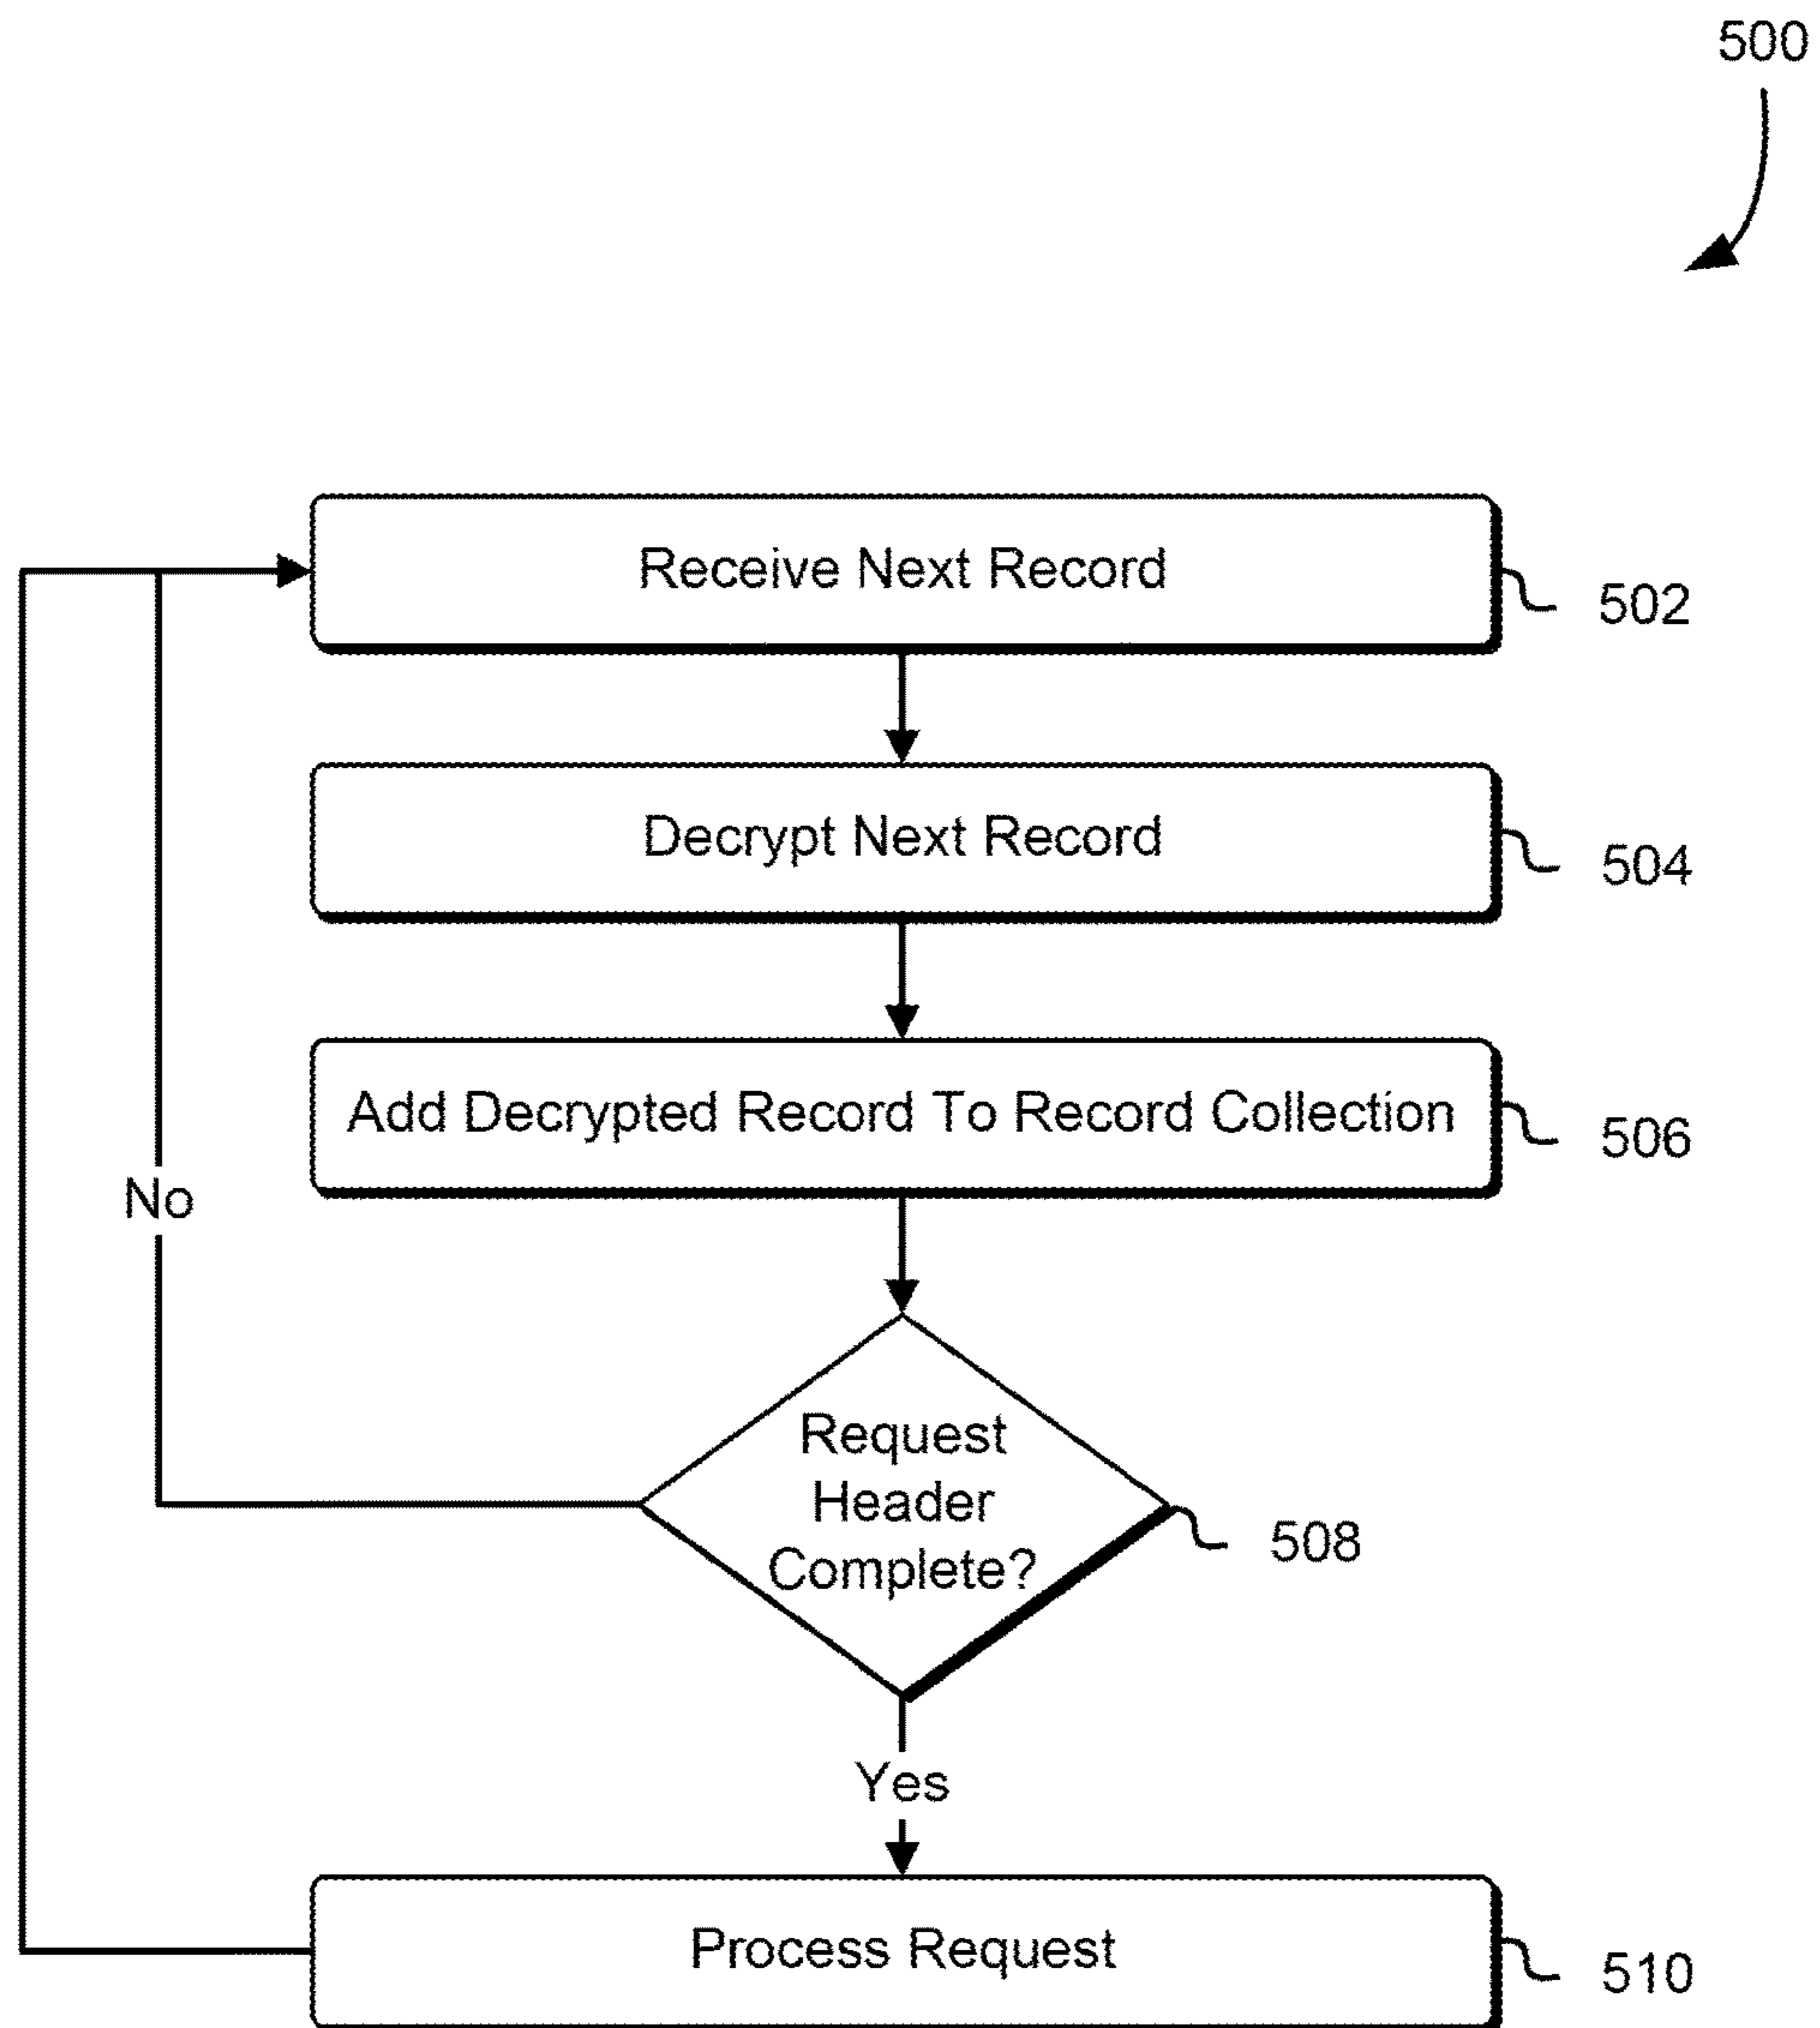 500
Receive Next Record
502
Decrypt Next Record
504
Add Decrypted Record To Record Collection
506
No
Request
Header
Complete?
508
Yes
Process Request
510